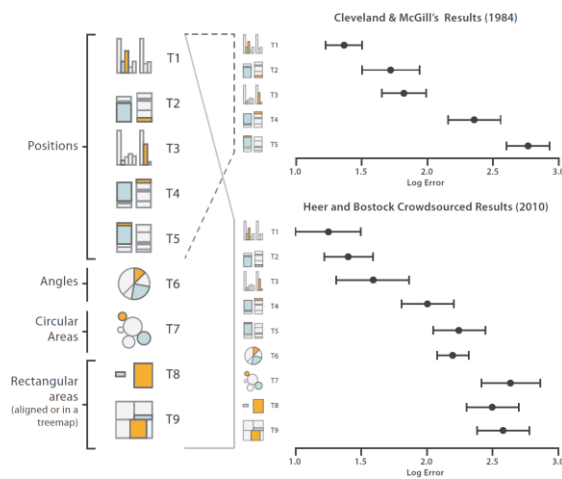 Cleveland & McGill's Results (1984)
T1
T2
T3
T4
T5
1.0 1.5 2.0 2.5 3.0
Log Error
Positions
T1
T2
T3
T4
T5
Angles
T6
Circular
Areas
T7
Rectangular
areas
(aligned or in a
treemap)
T8
T9
Heer and Bostock Crowdsourced Results (2010)
T1
T2
T3
T4
T5
T6
T7
T8
T9
1.0 1.5 2.0 2.5 3.0
Log Error